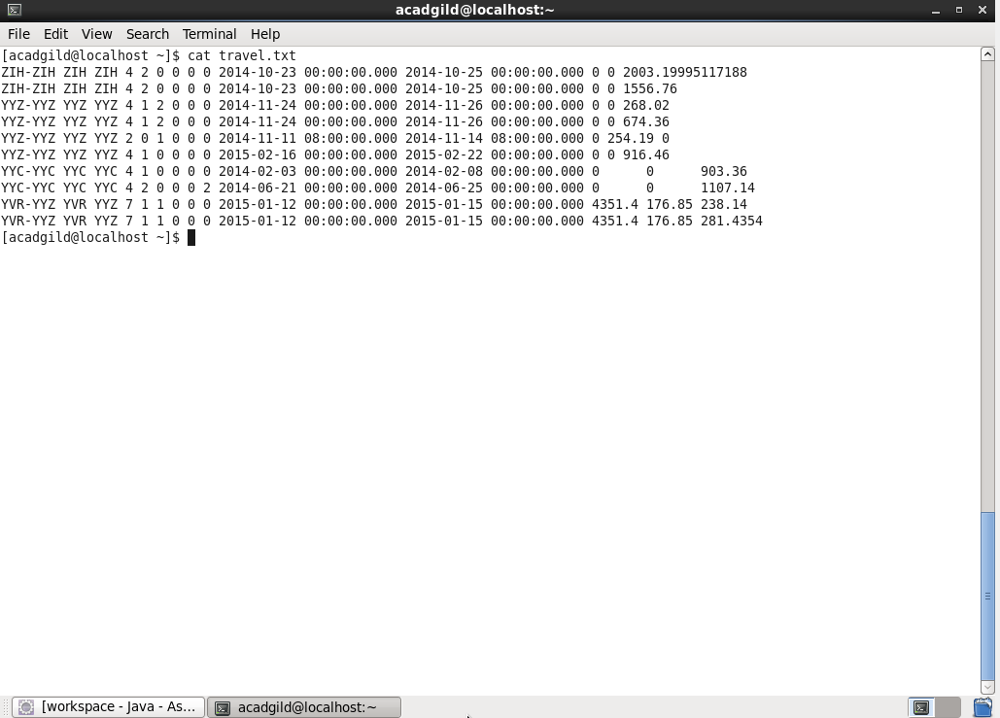 acadgild@localhost:~
File Edit View Search Terminal Help
[acadgild@localhost ~]$ cat travel.txt
ZIH-ZIH ZIH ZIH 4 2 0 0 0 0 2014-10-23 00:00:00.000 2014-10-25 00:00:00.000 0 0 2003.19995117188
ZIH-ZIH ZIH ZIH 4 2 0 0 0 0 2014-10-23 00:00:00.000 2014-10-25 00:00:00.000 0 0 1556.76
YYZ-YYZ YYZ YYZ 4 1 2 0 0 0 2014-11-24 00:00:00.000 2014-11-26 00:00:00.000 0 0 268.02
YYZ-YYZ YYZ YYZ 4 1 2 0 0 0 2014-11-24 00:00:00.000 2014-11-26 00:00:00.000 0 0 674.36
YYZ-YYZ YYZ YYZ 2 0 1 0 0 0 2014-11-11 08:00:00.000 2014-11-14 08:00:00.000 0 254.19 0
YYZ-YYZ YYZ YYZ 4 1 0 0 0 0 2015-02-16 00:00:00.000 2015-02-22 00:00:00.000 0 0 916.46
YYC-YYC YYC YYC 4 1 0 0 0 0 2014-02-03 00:00:00.000 2014-02-08 00:00:00.000 0      0      903.36
YYC-YYC YYC YYC 4 2 0 0 0 2 2014-06-21 00:00:00.000 2014-06-25 00:00:00.000 0      0      1107.14
YVR-YYZ YVR YYZ 7 1 1 0 0 0 2015-01-12 00:00:00.000 2015-01-15 00:00:00.000 4351.4 176.85 238.14
YVR-YYZ YVR YYZ 7 1 1 0 0 0 2015-01-12 00:00:00.000 2015-01-15 00:00:00.000 4351.4 176.85 281.4354
[acadgild@localhost ~]$
[workspace - Java - As... acadgild@localhost:~